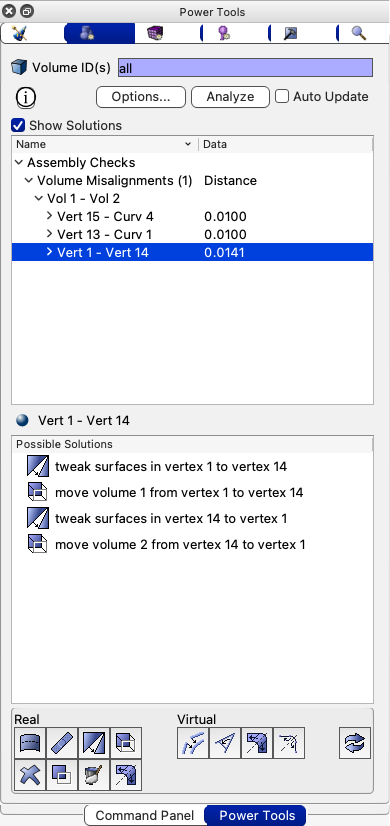 Power Tools
Volume ID(s) all
Options... Analyze Auto Update
Show Solutions
Name Data
Assembly Checks
Volume Misalignments (1) Distance
Vol 1 - Vol 2
Vert 15 - Curv 4 0.0100
Vert 13 - Curv 1 0.0100
Vert 1 - Vert 14 0.0141
Vert 1 - Vert 14
Possible Solutions
tweak surfaces in vertex 1 to vertex 14
move volume 1 from vertex 1 to vertex 14
tweak surfaces in vertex 14 to vertex 1
move volume 2 from vertex 14 to vertex 1
Real Virtual
Command Panel Power Tools